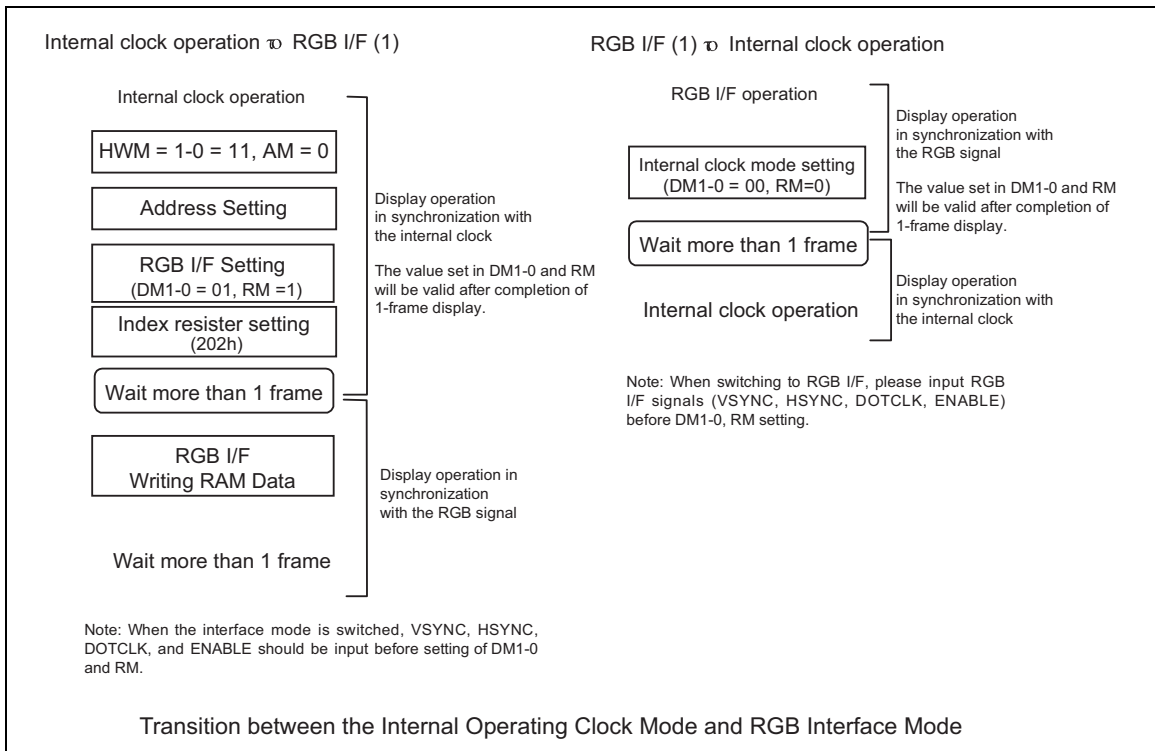 Internal clock operation το RGB I/F (1)
Internal clock operation
HWM = 1-0 = 11, AM = 0
Address Setting
RGB I/F Setting
(DM1-0 = 01, RM =1)
Index resister setting
(202h)
Wait more than 1 frame
RGB I/F
Writing RAM Data
Wait more than 1 frame
Display operation
in synchronization with
the internal clock
The value set in DM1-0 and RM
will be valid after completion of
1-frame display.
Display operation in
synchronization
with the RGB signal
Note: When the interface mode is switched, VSYNC, HSYNC,
DOTCLK, and ENABLE should be input before setting of DM1-0
and RM.
RGB I/F (1) το Internal clock operation
RGB I/F operation
Internal clock mode setting
(DM1-0 = 00, RM=0)
Wait more than 1 frame
Internal clock operation
Display operation
in synchronization with
the RGB signal
The value set in DM1-0 and RM
will be valid after completion of
1-frame display.
Display operation
in synchronization with
the internal clock
Note: When switching to RGB I/F, please input RGB
I/F signals (VSYNC, HSYNC, DOTCLK, ENABLE)
before DM1-0, RM setting.
Transition between the Internal Operating Clock Mode and RGB Interface Mode